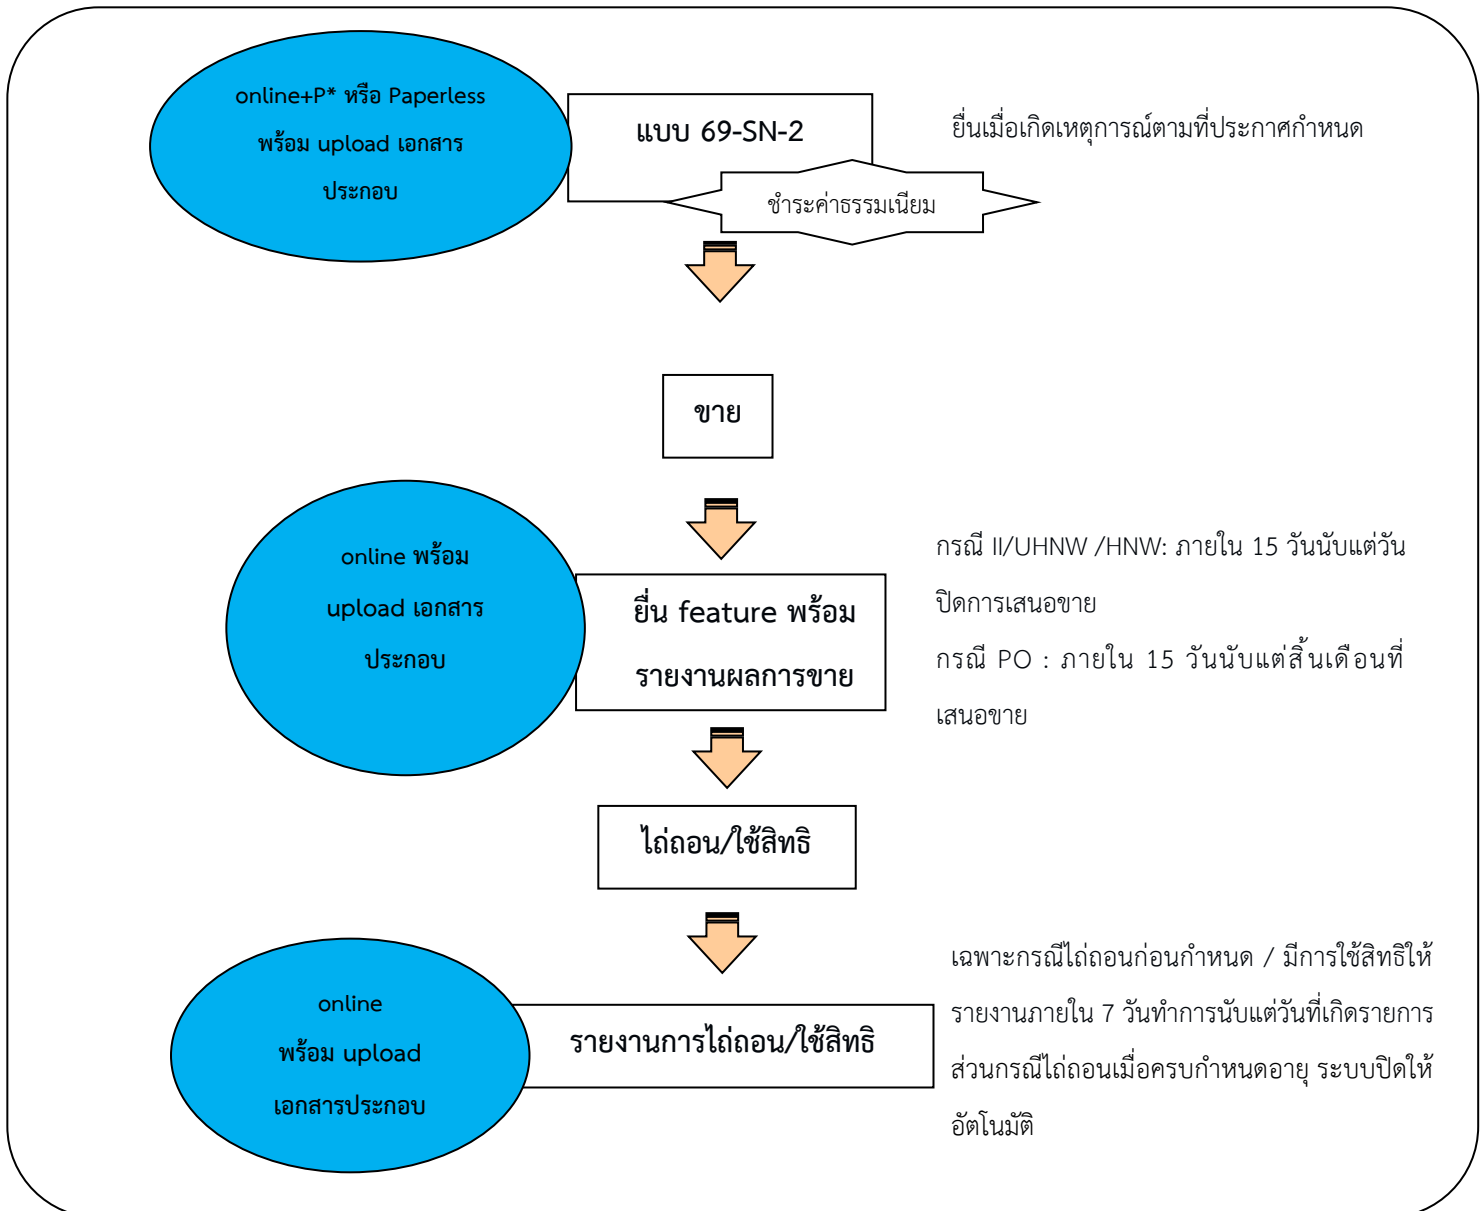 online+P* หรือ Paperless
พร้อม upload เอกสาร
ประกอบ
แบบ 69-SN-2
ยื่นเมื่อเกิดเหตุการณ์ตามที่ประกาศกำหนด
ชำระค่าธรรมเนียม
ขาย
online พร้อม
upload เอกสาร
ประกอบ
ยื่น feature พร้อม
รายงานผลการขาย
กรณี II/UHNW /HNW: ภายใน 15 วันนับแต่วัน
ปิดการเสนอขาย
กรณี PO : ภายใน 15 วันนับแต่สิ้นเดือนที่
เสนอขาย
ไถ่ถอน/ใช้สิทธิ
online
พร้อม upload
เอกสารประกอบ
รายงานการไถ่ถอน/ใช้สิทธิ
เฉพาะกรณีไถ่ถอนก่อนกำหนด / มีการใช้สิทธิให้
รายงานภายใน 7 วันทำการนับแต่วันที่เกิดรายการ
ส่วนกรณีไถ่ถอนเมื่อครบกำหนดอายุ ระบบปิดให้
อัตโนมัติ